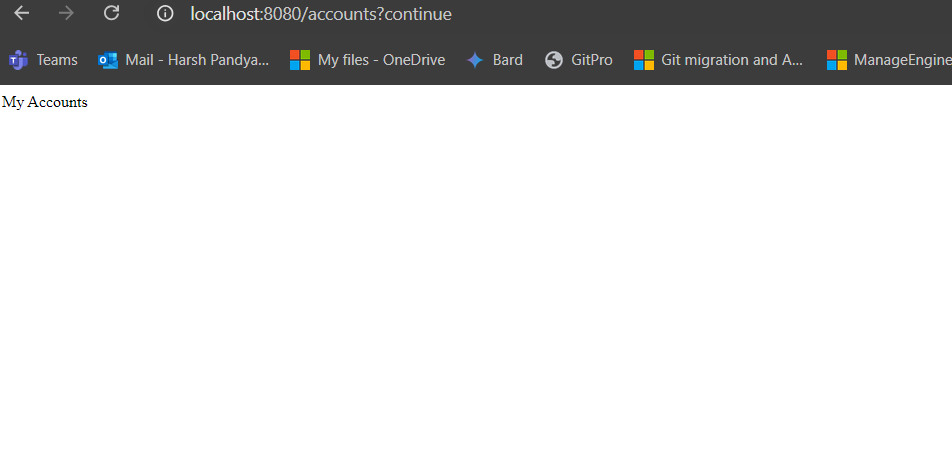 localhost:8080/accounts?continue
Teams Mail - Harsh Pandya... My files - OneDrive Bard GitPro Git migration and A... ManageEngine
My Accounts